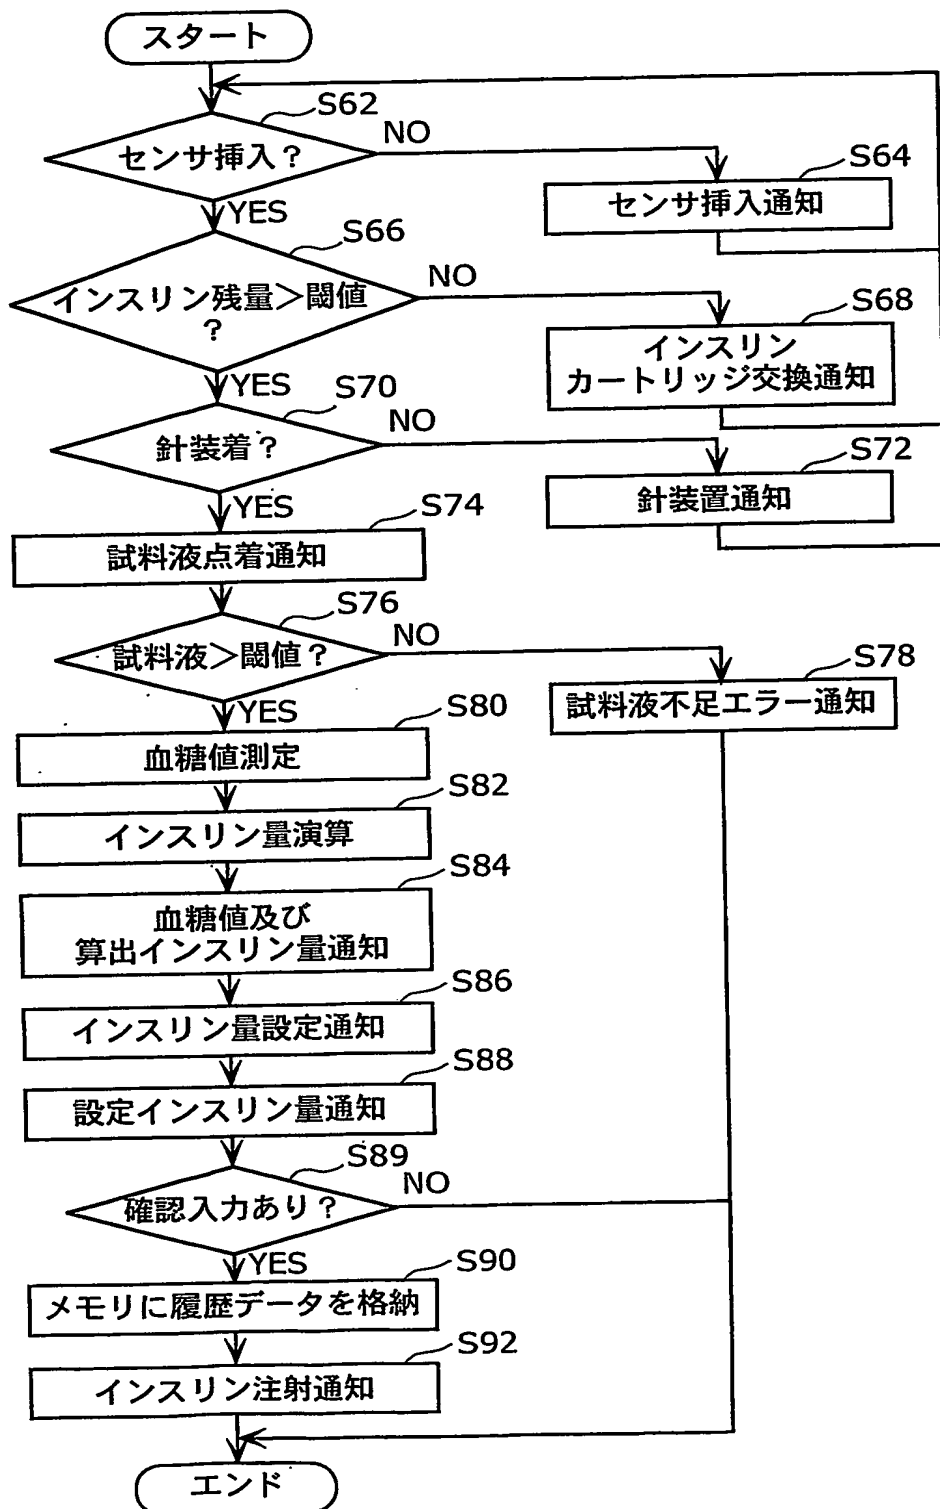 スタート
S62
センサ挿入？
NO
S64
センサ挿入通知
YES
S66
インスリン残量＞閾値
？
NO
S68
インスリン
カートリッジ交換通知
YES
S70
針装着？
NO
S72
針装置通知
YES
S74
試料液点着通知
S76
試料液＞閾値？
NO
S78
試料液不足エラー通知
YES
S80
血糖値測定
S82
インスリン量演算
S84
血糖値及び
算出インスリン量通知
S86
インスリン量設定通知
S88
設定インスリン量通知
S89
確認入力あり？
NO
YES
S90
メモリに履歴データを格納
S92
インスリン注射通知
エンド